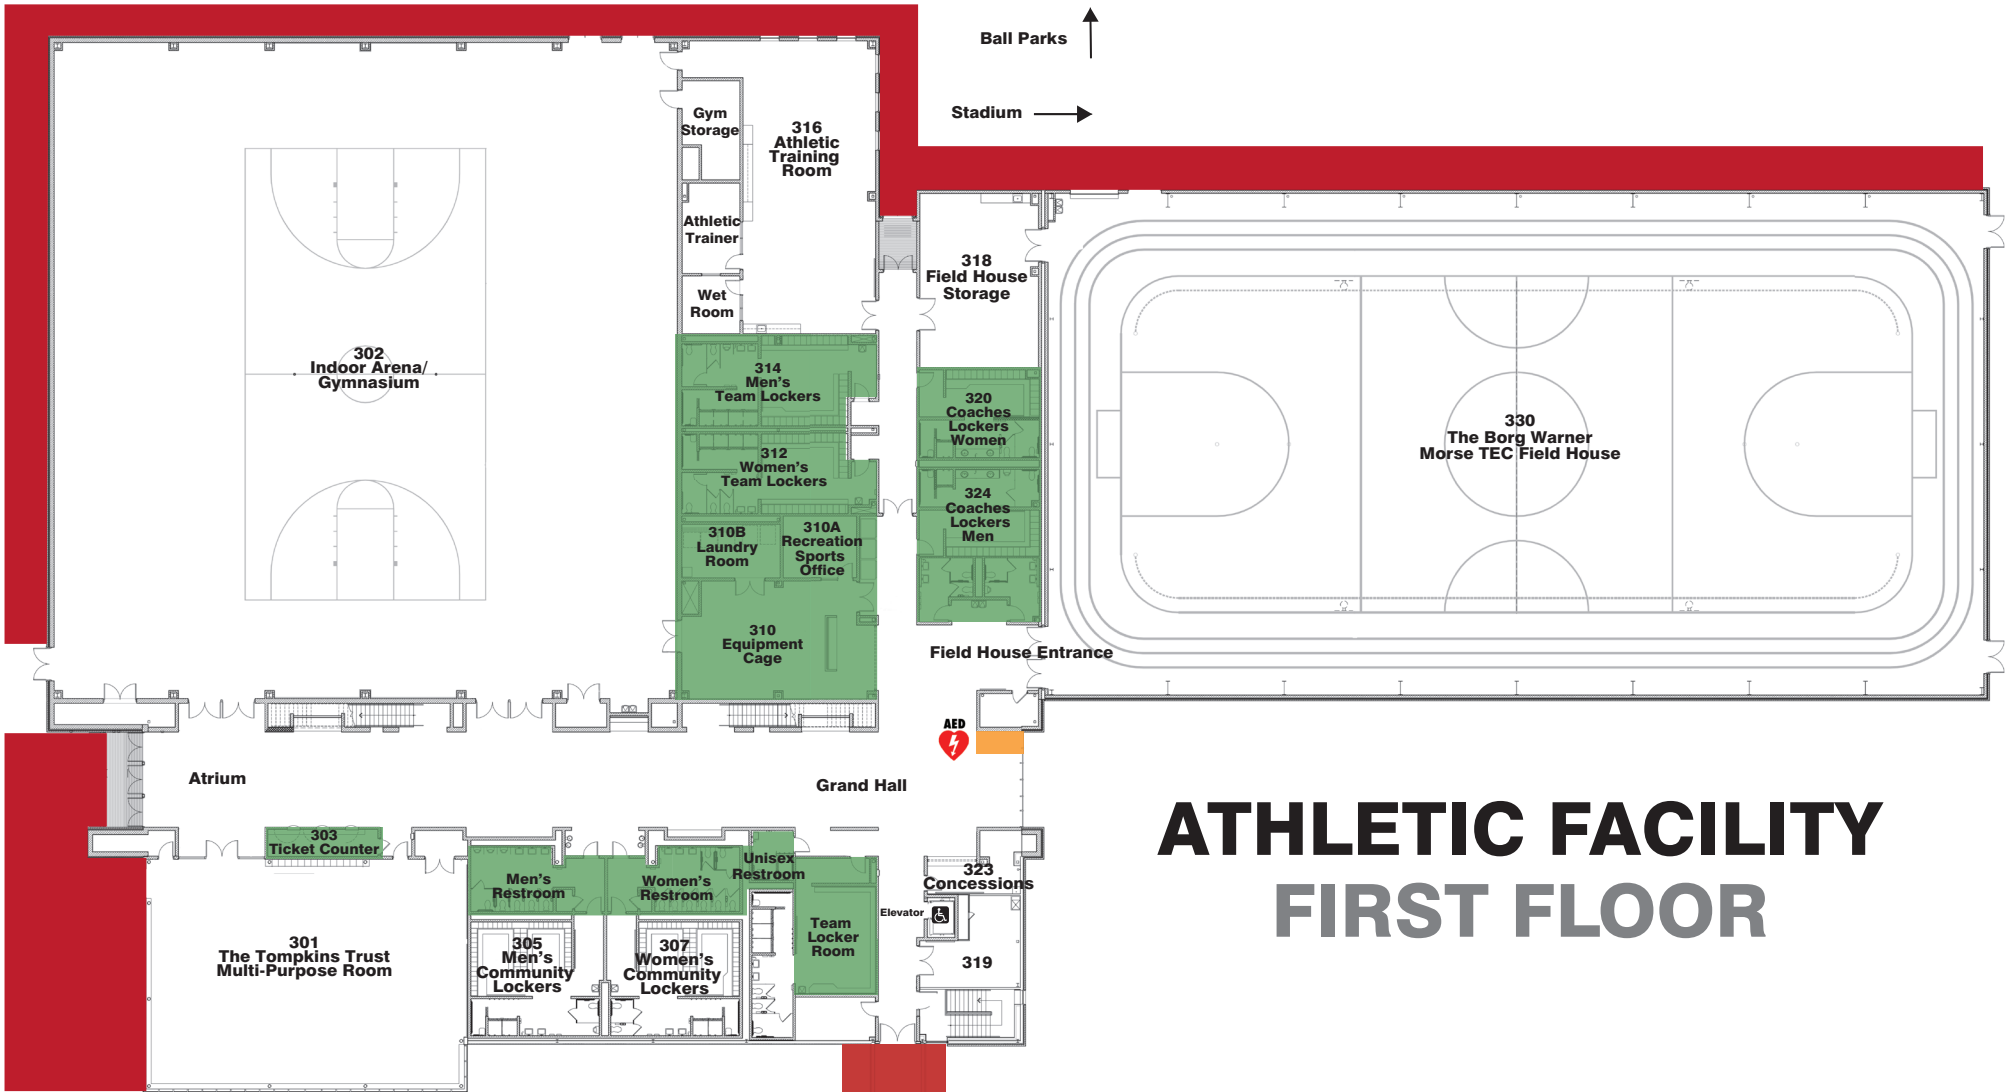 Ball Parks
Stadium
Gym
Storage
316
Athletic
Training
Room
Athletic
Trainer
Wet
Room
318
Field House
Storage
302
Indoor Arena/
Gymnasium
314
Men's
Team Lockers
312
Women's
Team Lockers
320
Coaches
Lockers
Women
324
Coaches
Lockers
Men
330
The Borg Warner
Morse TEC Field House
310B
Laundry
Room
310A
Recreation
Sports
Office
310
Equipment
Cage
Field House Entrance
AED
Atrium
Grand Hall
303
Ticket Counter
Men's
Restroom
Women's
Restroom
Unisex
Restroom
323
Concessions
Elevator
Team
Locker
Room
319
301
The Tompkins Trust
Multi-Purpose Room
305
Men's
Community
Lockers
307
Women's
Community
Lockers
ATHLETIC FACILITY
FIRST FLOOR